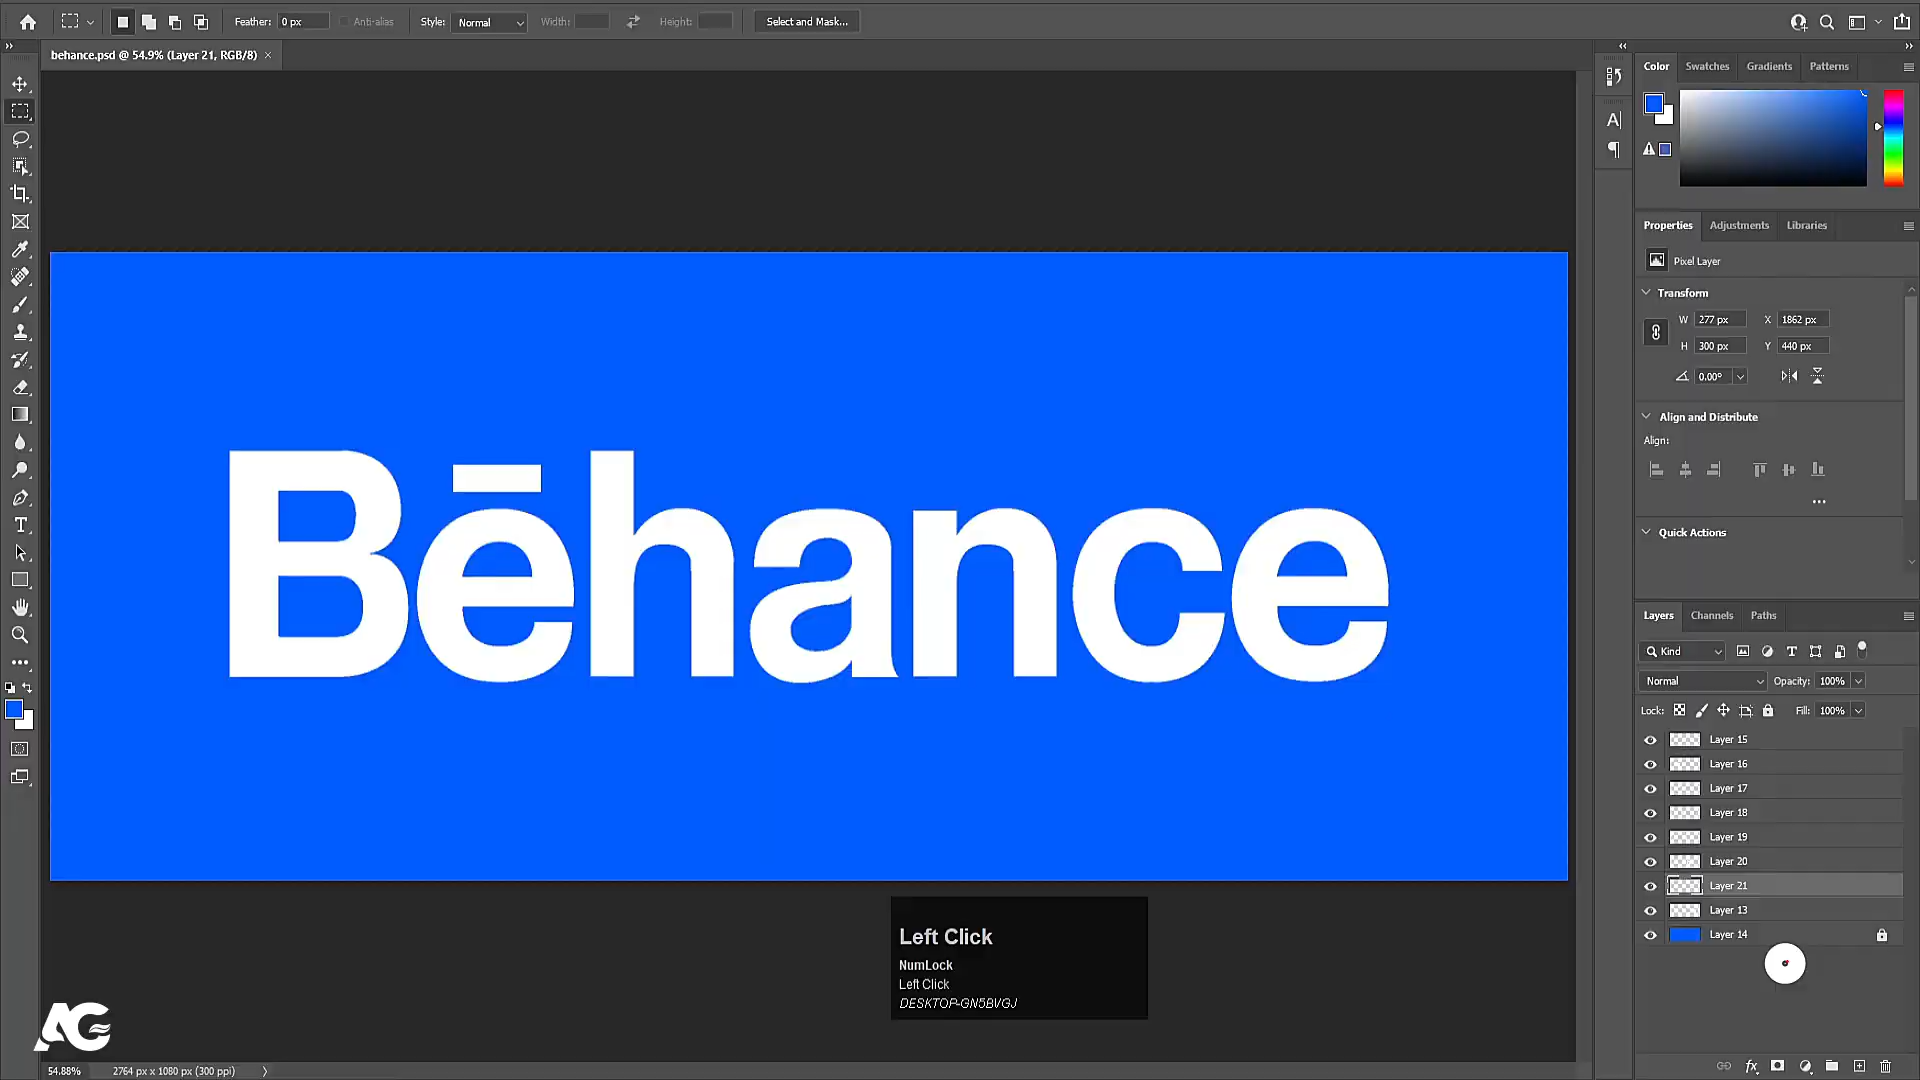 Feather: 0 px Anti-alias Style: Normal Width: Height: Select and Mask...
behance.psd @ 54.9% (Layer 21, RGB/8) ×
Color Swatches Gradients Patterns
Properties Adjustments Libraries
Pixel Layer
Transform
W 277 px X 1862 px
H 300 px Y 440 px
0.00°
Align and Distribute
Align:
Quick Actions
Bēhance
Layers Channels Paths
Kind
Normal Opacity: 100%
Lock: Fill: 100%
Layer 15
Layer 16
Layer 17
Layer 18
Layer 19
Layer 20
Layer 21
Layer 13
Layer 14
Left Click
NumLock
Left Click
DESKTOP-GN5BVGJ
AG
54.88% 2764 px x 1080 px (300 ppi)